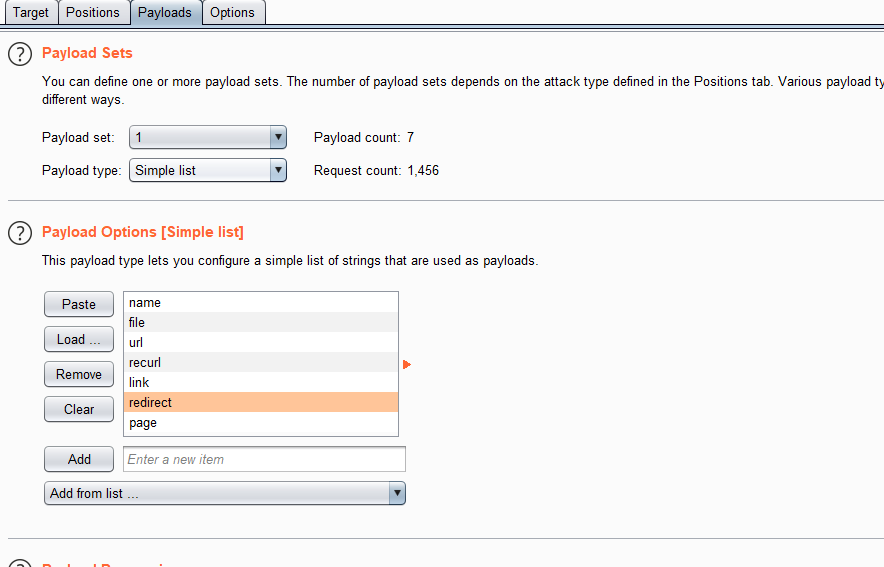 Target Positions Payloads Options
? Payload Sets
You can define one or more payload sets. The number of payload sets depends on the attack type defined in the Positions tab. Various payload
different ways.
Payload set: 1 Payload count: 7
Payload type: Simple list Request count: 1,456
? Payload Options [Simple list]
This payload type lets you configure a simple list of strings that are used as payloads.
Paste
Load ...
Remove
Clear
name
file
url
recurl
link
redirect
page
Add Enter a new item
Add from list ...